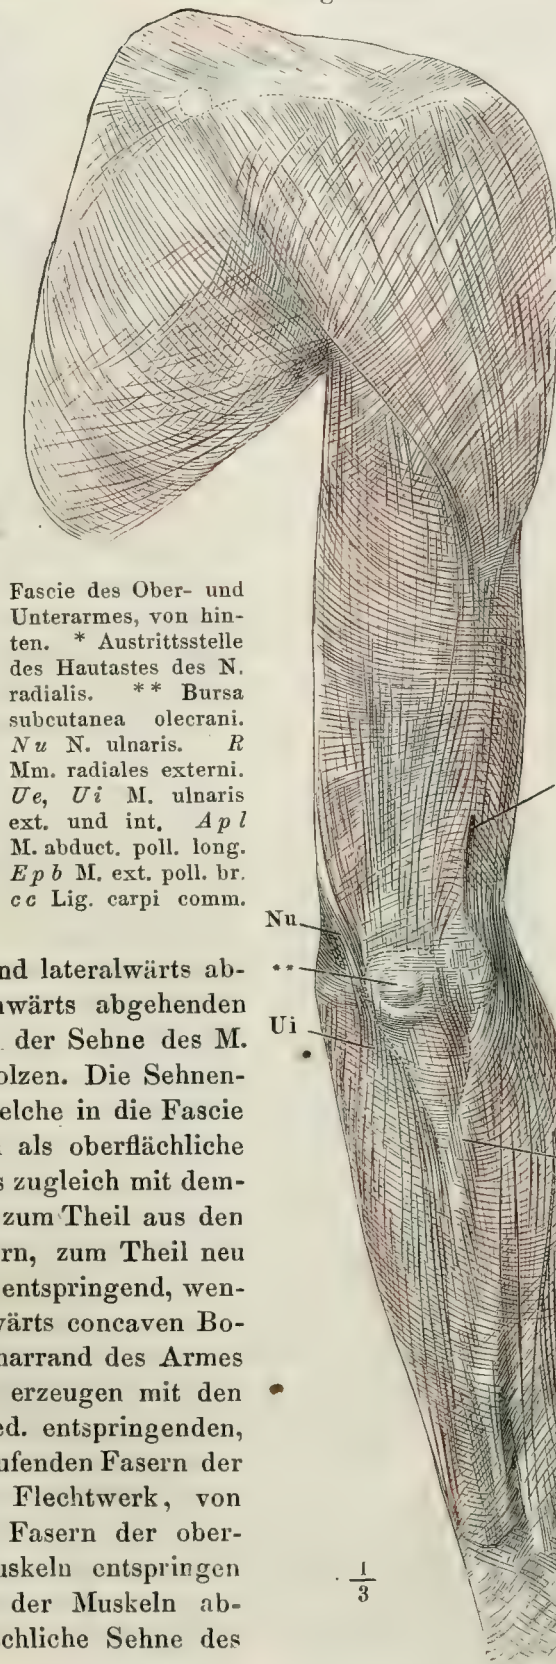 Fascie des Ober- und
Unterarmes, von hin-
ten. * Austrittsstelle
des Hautastes des N.
radialis. ** Bursa
subcutanea olecrani.
Nu N. ulnaris. R
Mm. radiales externi.
Ue, Ui M. ulnaris
ext. und int. Apl
M. abduct. poll. long.
Epb M. ext. poll. br.
cc Lig. carpi comm.
Nu
**
Ui
nd lateralwärts ab-
nwärts abgehenden
der Sehne des M.
olzen. Die Sehnen-
elche in die Fascie
als oberflächliche
s zugleich mit dem-
zum Theil aus den
rn, zum Theil neu
entspringend, wen-
värts concaven Bo-
narrand des Armes
erzeugen mit den
ed. entspringenden,
ufenden Fasern der
Flechtwerk, von
Fasern der ober-
uskeln entspringen
der Muskeln ab-
chliche Sehne des
1/3